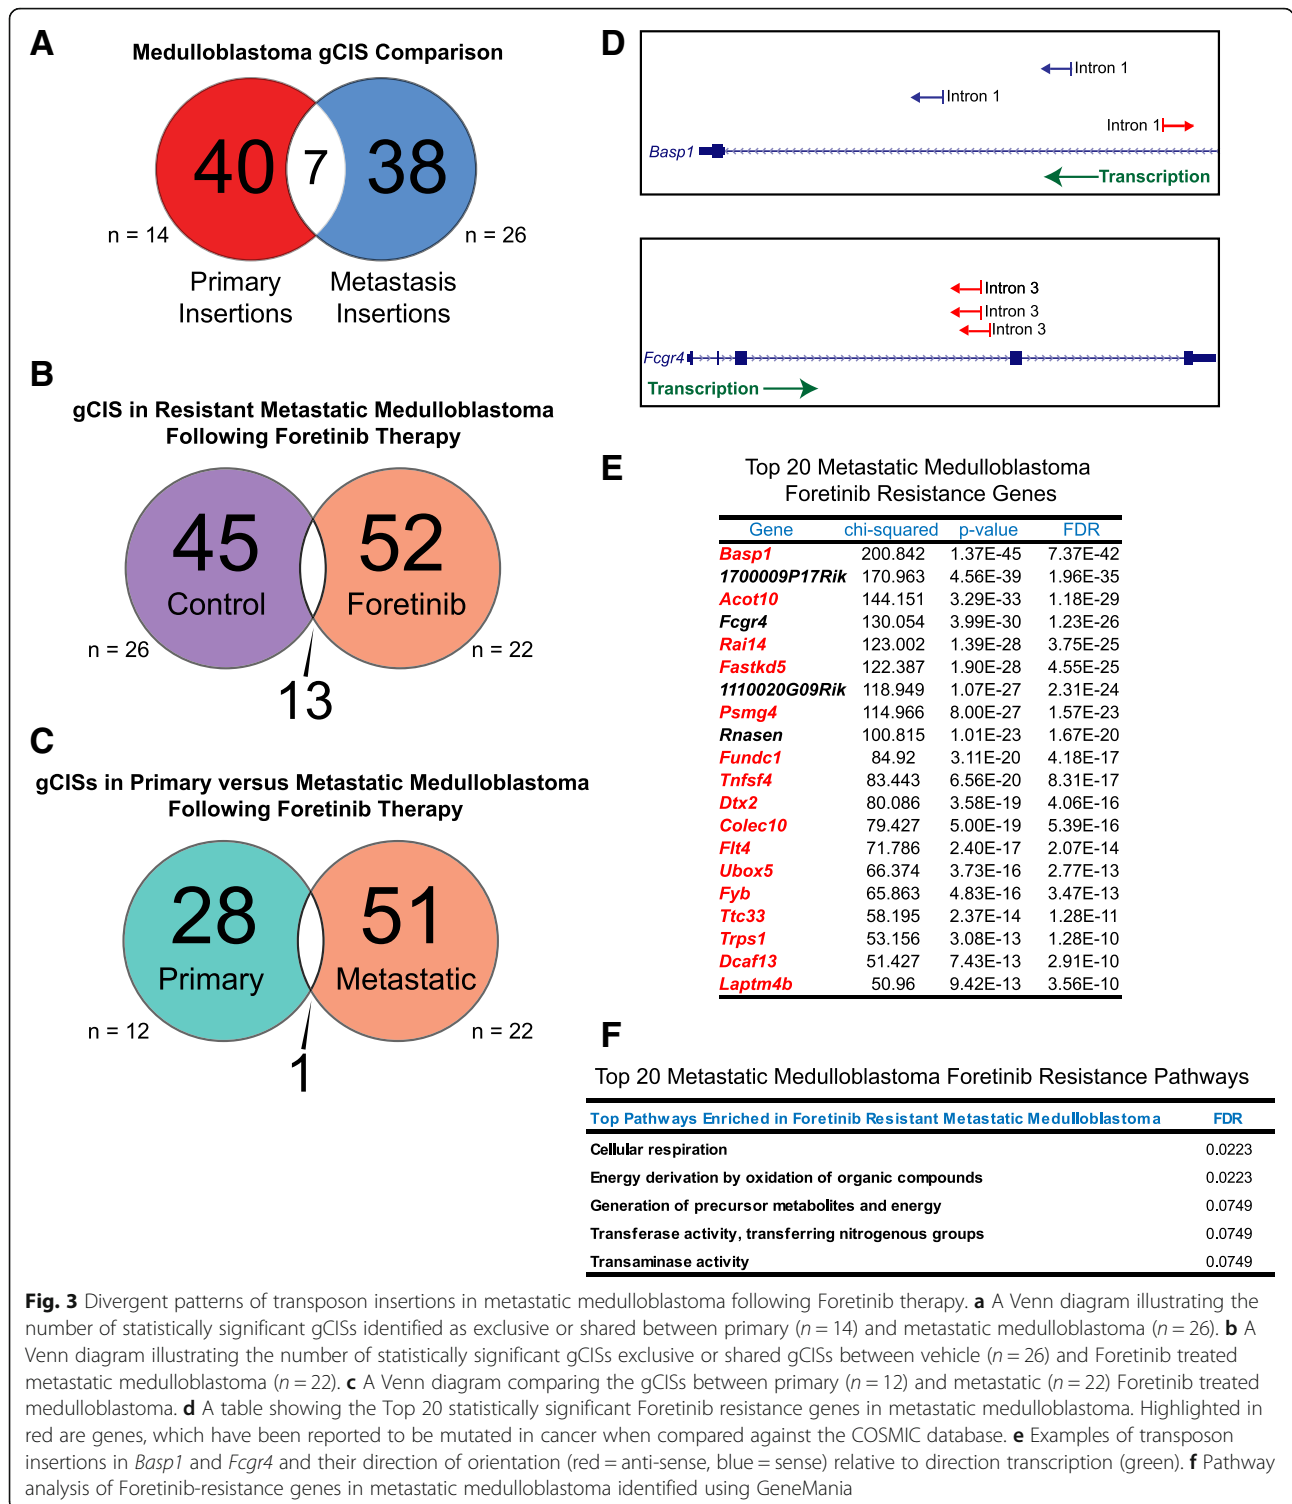 A
Medulloblastoma gCIS Comparison
40
7
38
n = 14
n = 26
Primary
Insertions
Metastasis
Insertions
B
gCIS in Resistant Metastatic Medulloblastoma
Following Foretinib Therapy
45
Control
52
Foretinib
n = 26
n = 22
13
C
gCISs in Primary versus Metastatic Medulloblastoma
Following Foretinib Therapy
28
Primary
51
Metastatic
n = 12
n = 22
1
D
Intron 1
Intron 1
Intron 1
Basp1
Transcription
Intron 3
Intron 3
Intron 3
Fcgr4
Transcription
E
Top 20 Metastatic Medulloblastoma
Foretinib Resistance Genes
Gene chi-squared p-value FDR
Basp1 200.842 1.37E-45 7.37E-42
1700009P17Rik 170.963 4.56E-39 1.96E-35
Acot10 144.151 3.29E-33 1.18E-29
Fcgr4 130.054 3.99E-30 1.23E-26
Rai14 123.002 1.39E-28 3.75E-25
Fastkd5 122.387 1.90E-28 4.55E-25
1110020G09Rik 118.949 1.07E-27 2.31E-24
Psmg4 114.966 8.00E-27 1.57E-23
Rnasen 100.815 1.01E-23 1.67E-20
Fundc1 84.92 3.11E-20 4.18E-17
Tnfsf4 83.443 6.56E-20 8.31E-17
Dtx2 80.086 3.58E-19 4.06E-16
Colec10 79.427 5.00E-19 5.39E-16
Flt4 71.786 2.40E-17 2.07E-14
Ubox5 66.374 3.73E-16 2.77E-13
Fyb 65.863 4.83E-16 3.47E-13
Ttc33 58.195 2.37E-14 1.28E-11
Trps1 53.156 3.08E-13 1.28E-10
Dcaf13 51.427 7.43E-13 2.91E-10
Laptm4b 50.96 9.42E-13 3.56E-10
F
Top 20 Metastatic Medulloblastoma Foretinib Resistance Pathways
Top Pathways Enriched in Foretinib Resistant Metastatic Medulloblastoma FDR
Cellular respiration 0.0223
Energy derivation by oxidation of organic compounds 0.0223
Generation of precursor metabolites and energy 0.0749
Transferase activity, transferring nitrogenous groups 0.0749
Transaminase activity 0.0749
Fig. 3 Divergent patterns of transposon insertions in metastatic medulloblastoma following Foretinib therapy. a A Venn diagram illustrating the
number of statistically significant gCISs identified as exclusive or shared between primary (n = 14) and metastatic medulloblastoma (n = 26). b A
Venn diagram illustrating the number of statistically significant gCISs exclusive or shared gCISs between vehicle (n = 26) and Foretinib treated
metastatic medulloblastoma (n = 22). c A Venn diagram comparing the gCISs between primary (n = 12) and metastatic (n = 22) Foretinib treated
medulloblastoma. d A table showing the Top 20 statistically significant Foretinib resistance genes in metastatic medulloblastoma. Highlighted in
red are genes, which have been reported to be mutated in cancer when compared against the COSMIC database. e Examples of transposon
insertions in Basp1 and Fcgr4 and their direction of orientation (red = anti-sense, blue = sense) relative to direction transcription (green). f Pathway
analysis of Foretinib-resistance genes in metastatic medulloblastoma identified using GeneMania